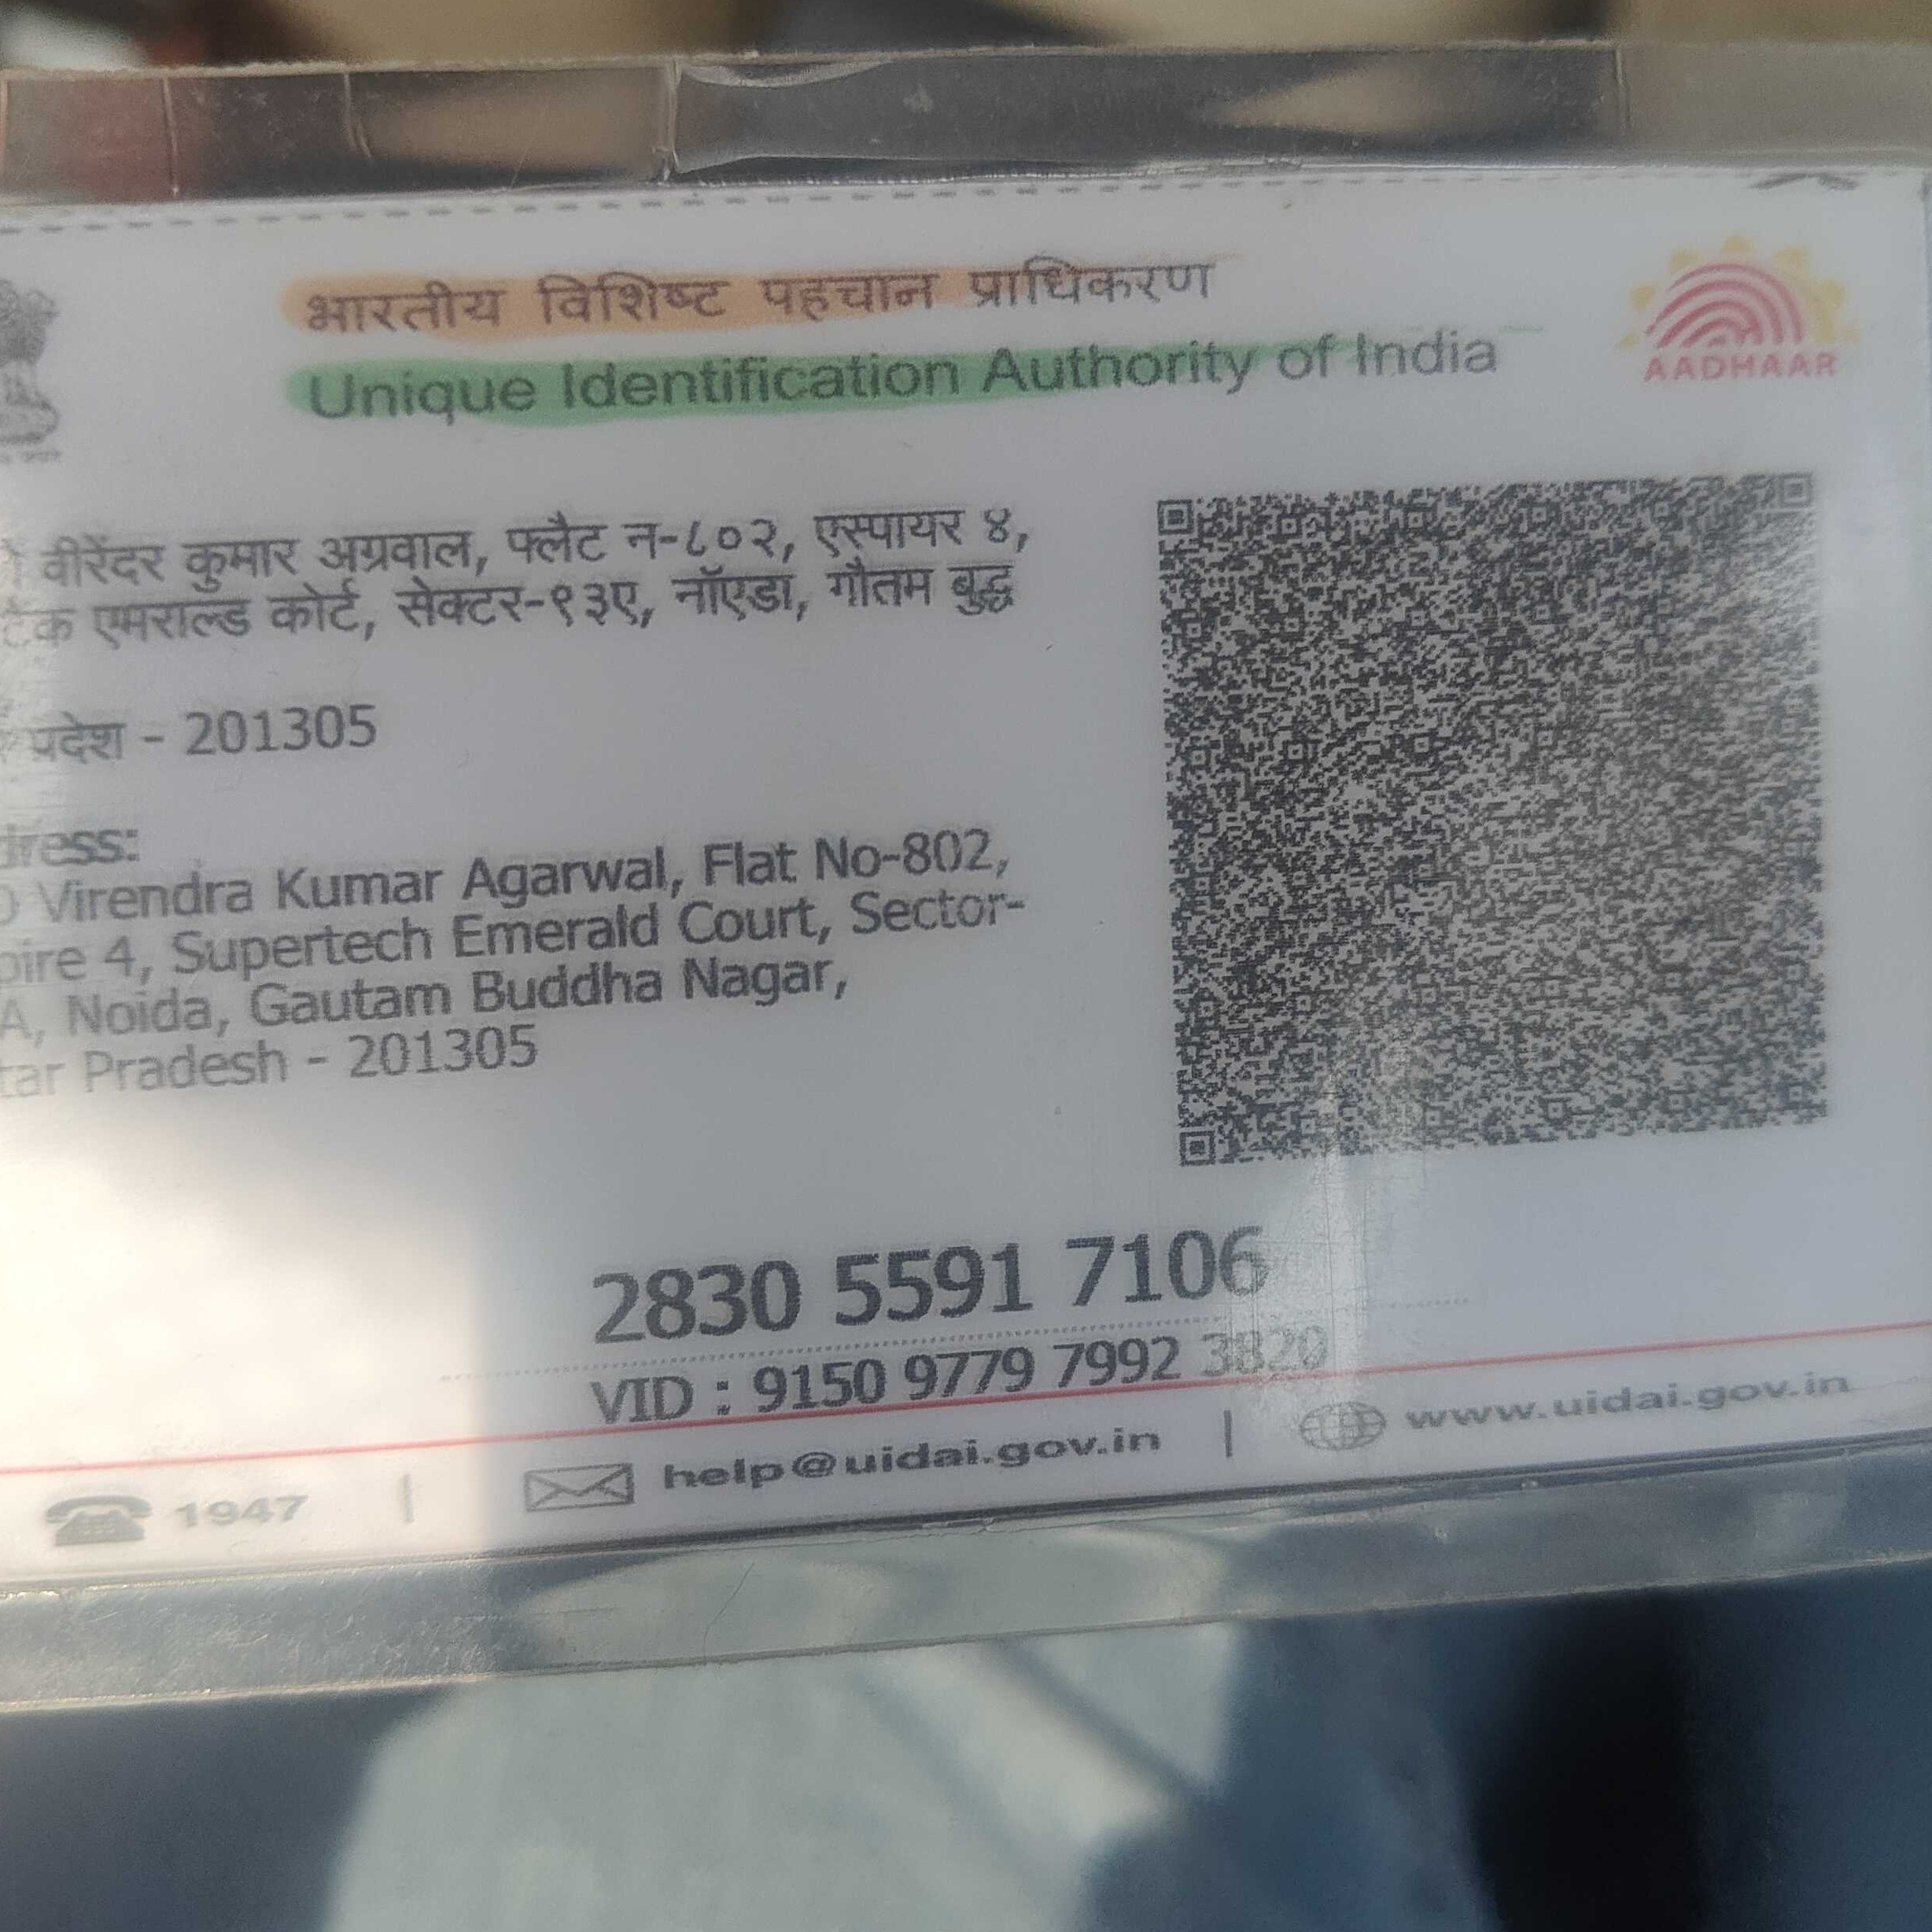 भारतीय विशिष्ट पहचान प्राधिकरण
Unique Identification Authority of India
AADHAAR
वीरेंदर कुमार अग्रवाल, फ्लैट न-८०२, एस्पायर ४,
टेक एमराल्ड कोर्ट, सेक्टर-९३ए, नॉएडा, गौतम बुद्ध
प्रदेश - 201305
dress:
Virendra Kumar Agarwal, Flat No-802,
pire 4, Supertech Emerald Court, Sector-
A, Noida, Gautam Buddha Nagar,
tar Pradesh - 201305
2830 5591 7106
VID : 9150 9779 7992 3820
1947 | help@uidai.gov.in | www.uidai.gov.in